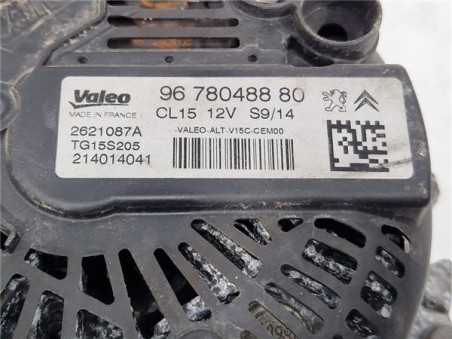 Valeo
96 780488 80
MADE IN FRANCE
CL15 12V S9/14
2621087A
-VALEO-ALT-V15C-CEM00
TG15S205
214014041